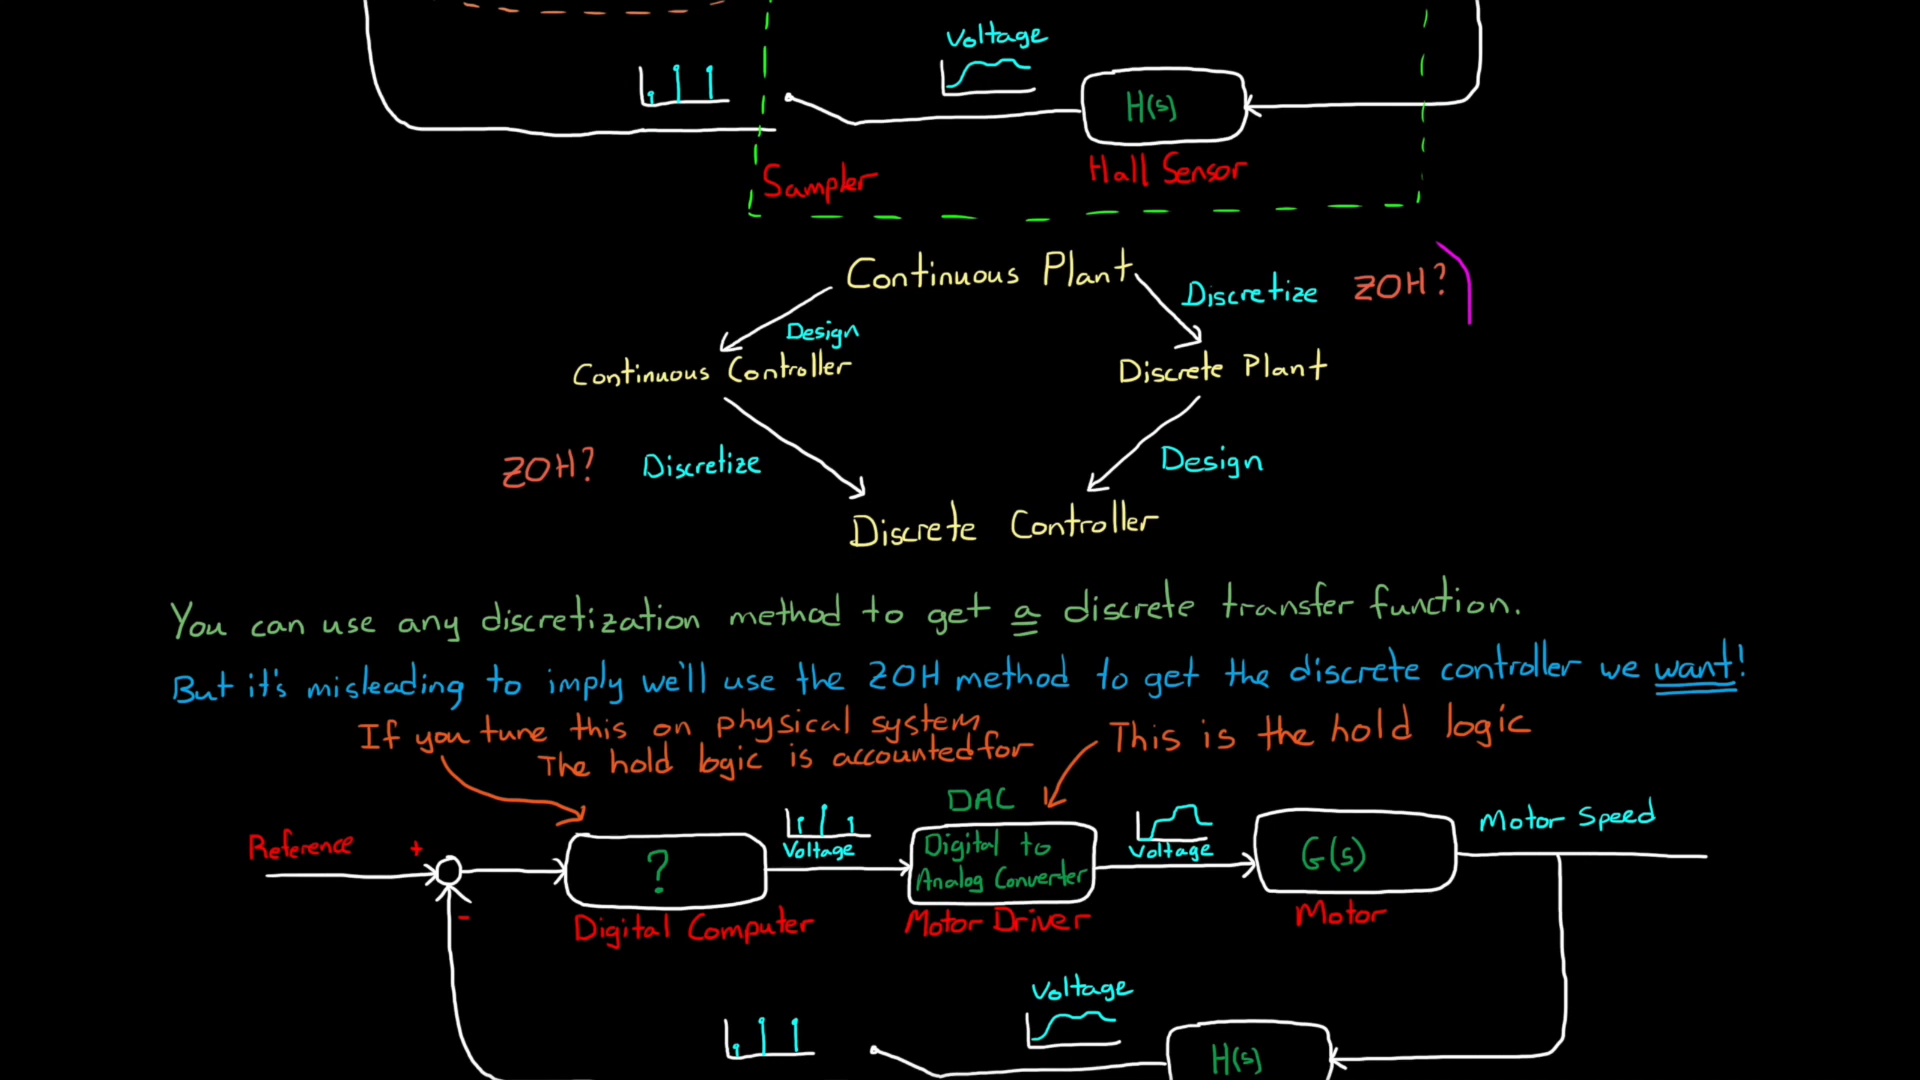 Voltage
H(s)
Sampler
Hall Sensor
Continuous Plant
Discretize ZOH?
Design
Continuous Controller
Discrete Plant
ZOH? Discretize
Design
Discrete Controller
You can use any discretization method to get a discrete transfer function.
But it's misleading to imply we'll use the ZOH method to get the discrete controller we want!
If you tune this on physical system
The hold logic is accounted for
This is the hold logic
DAC
Reference
+
-
?
Digital Computer
Voltage
Digital to
Analog Converter
Motor Driver
Voltage
G(s)
Motor
Motor Speed
Voltage
H(s)